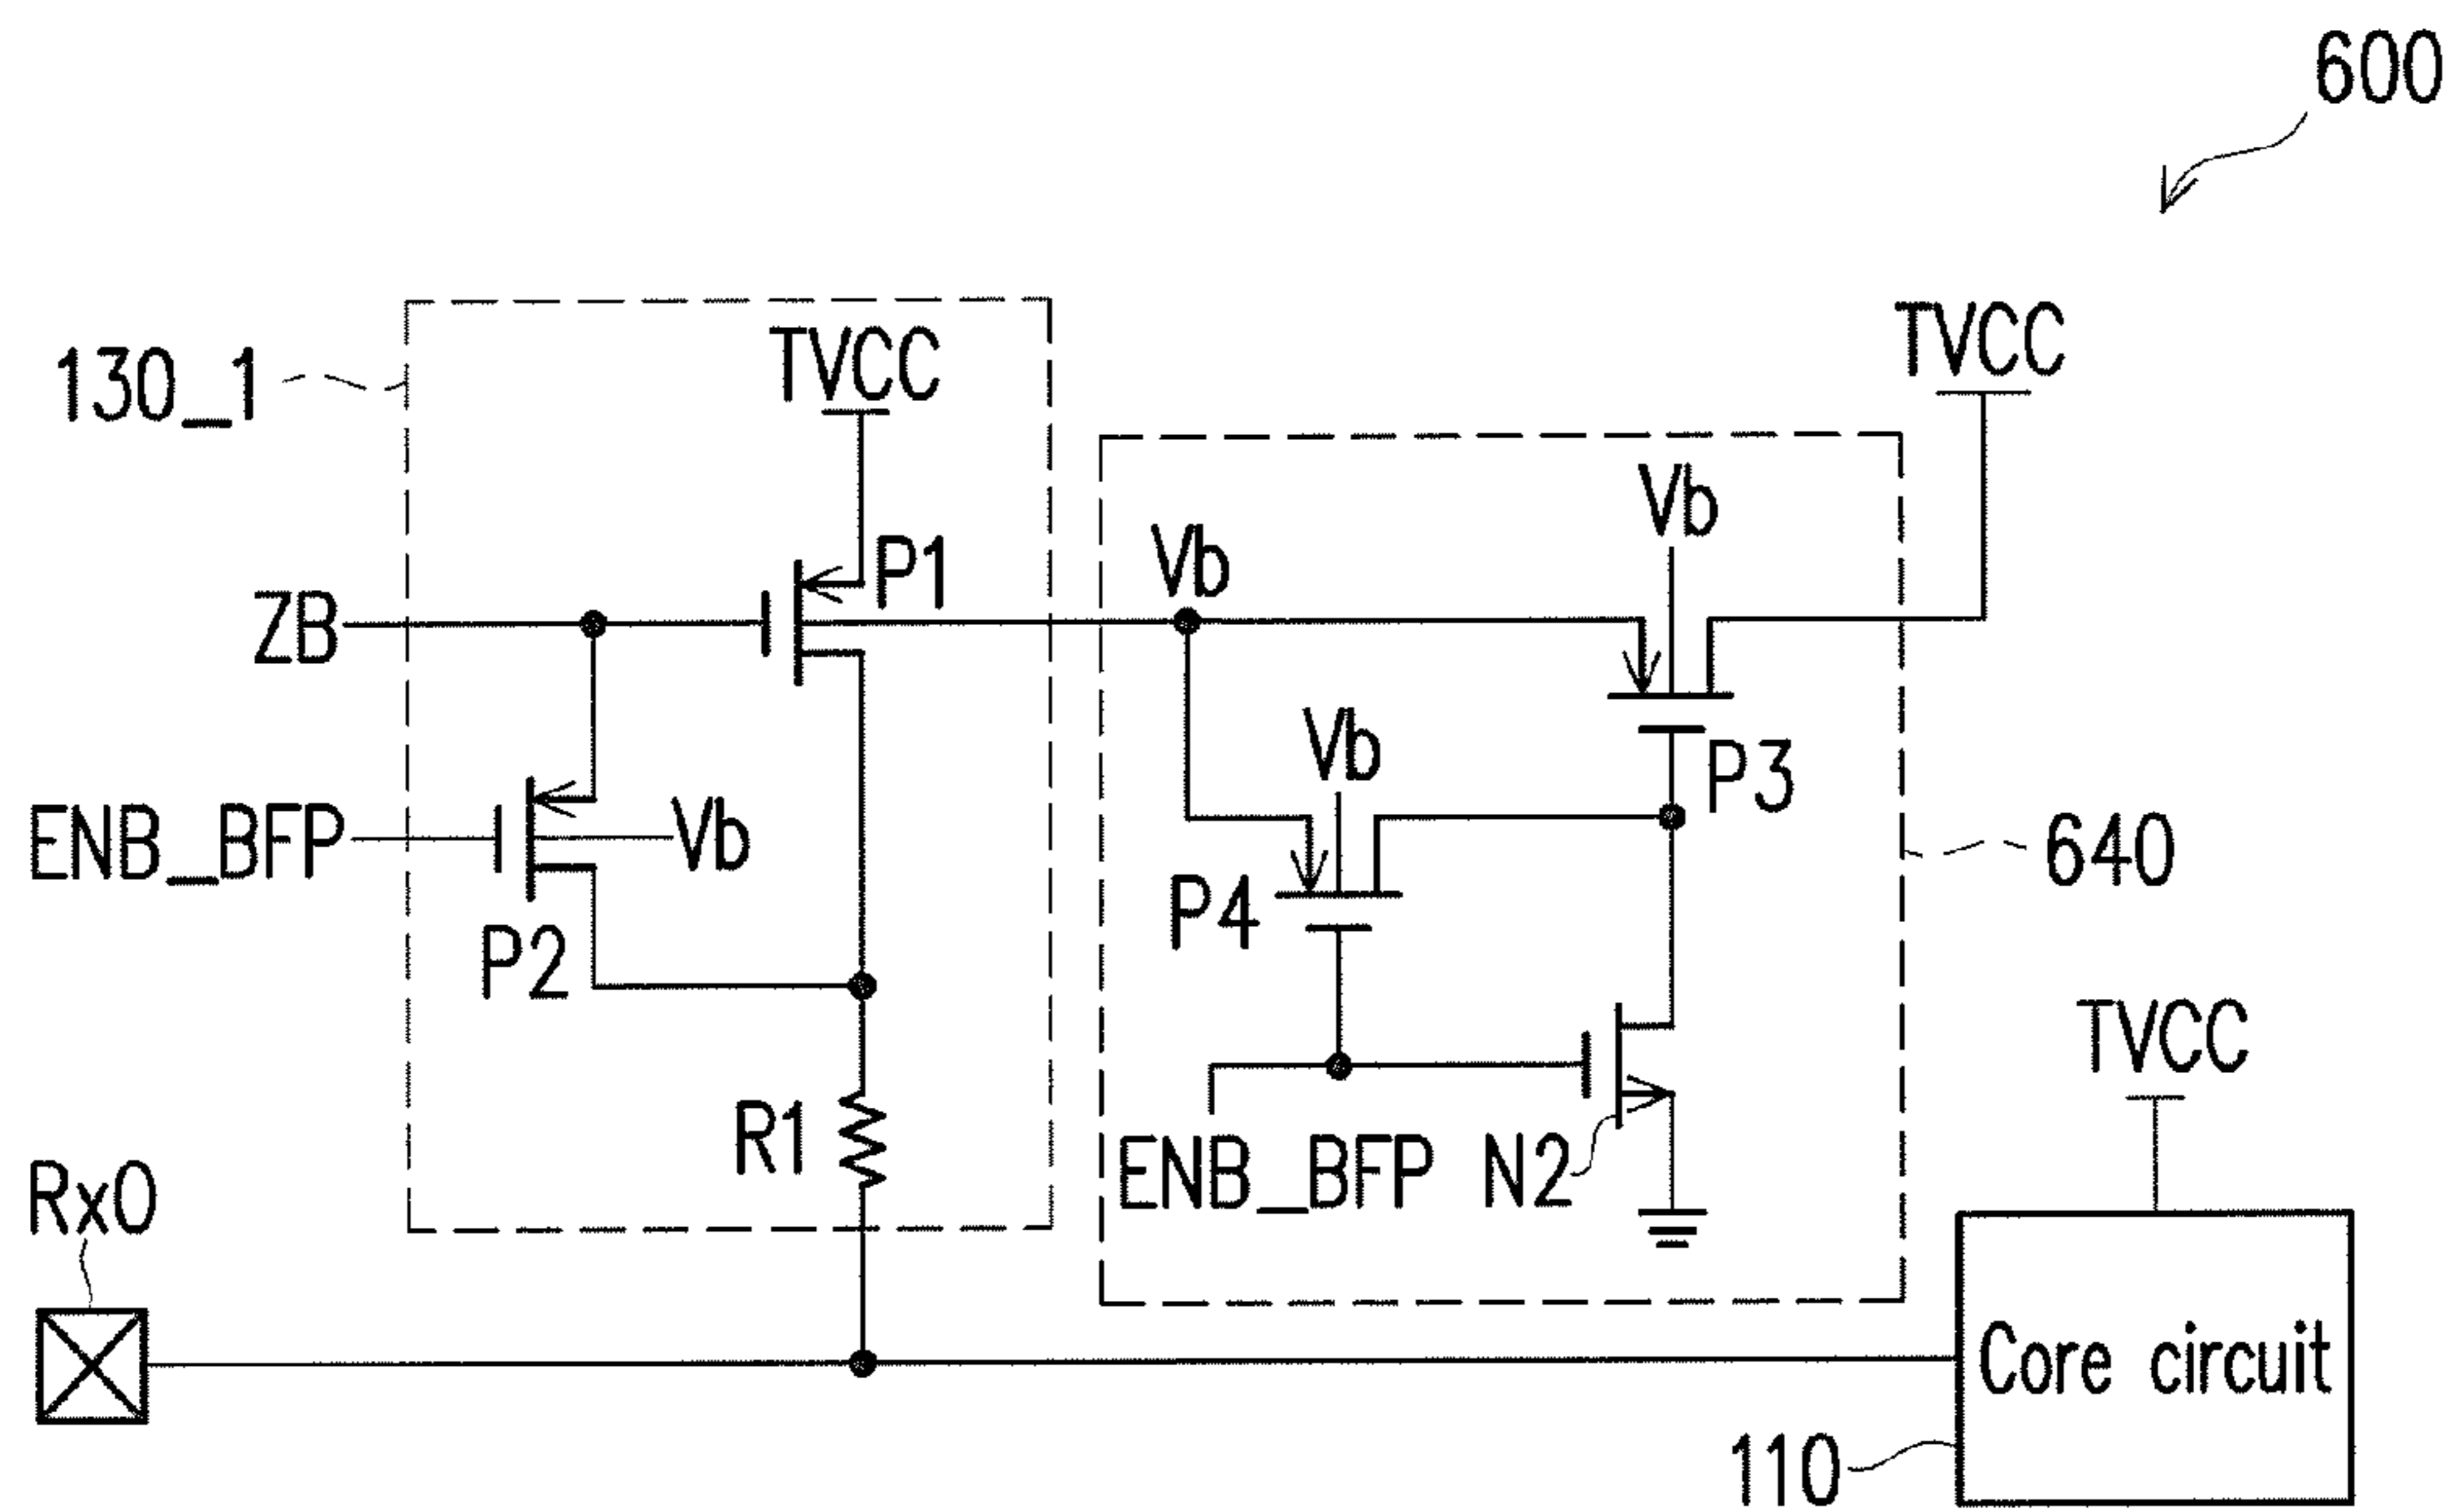 600
130_1
TVCC
TVCC
P1
Vb
Vb
ZB
Vb
P3
ENB_BFP
Vb
640
P4
P2
TVCC
R1
ENB_BFP
N2
Rx0
Core circuit
110